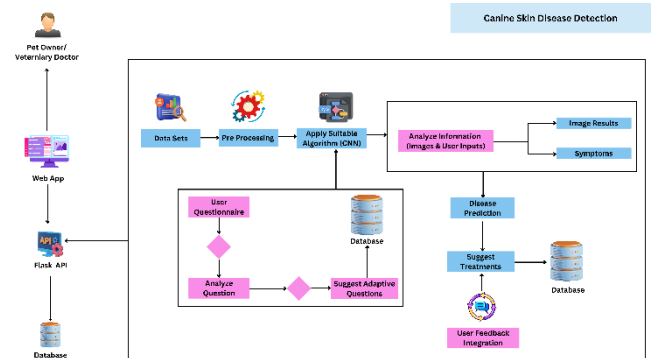 Canine Skin Disease Detection
Pet Owner/
Veterniary Doctor
Web App
Flask API
Database
Data Sets
Pre Processing
Apply Suitable
Algorithm (CNN)
Analyze Information
(Images & User Inputs)
Image Results
Symptoms
User
Questionnaire
Analyze
Question
Suggest Adaptive
Questions
Database
Disease
Prediction
Suggest
Treatments
Database
User Feedback
Integration